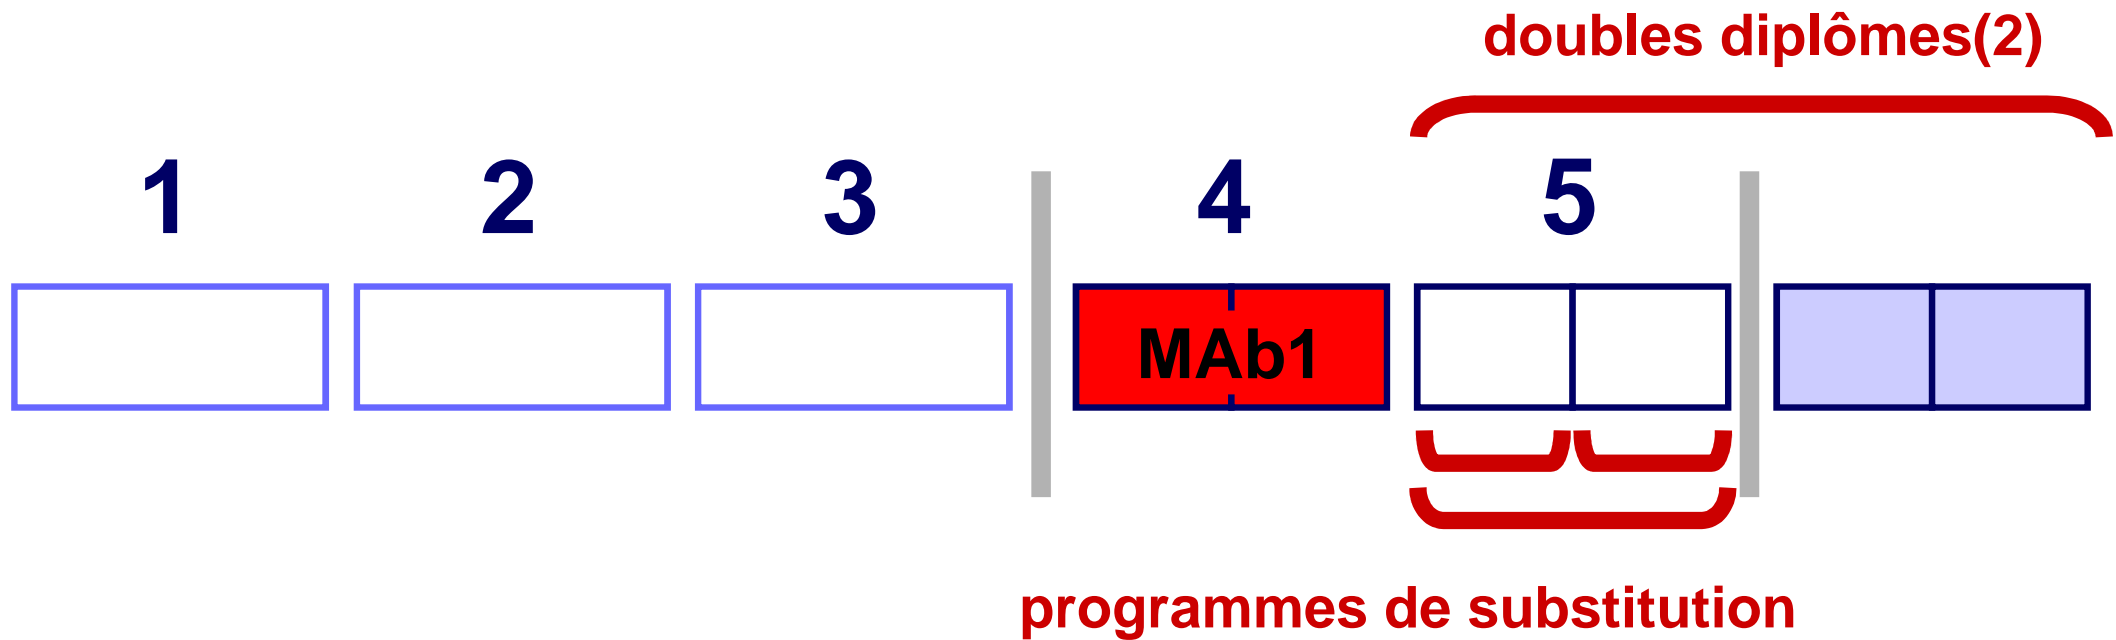 doubles diplômes(2)
1 2 3 4 5
MAb1
programmes de substitution